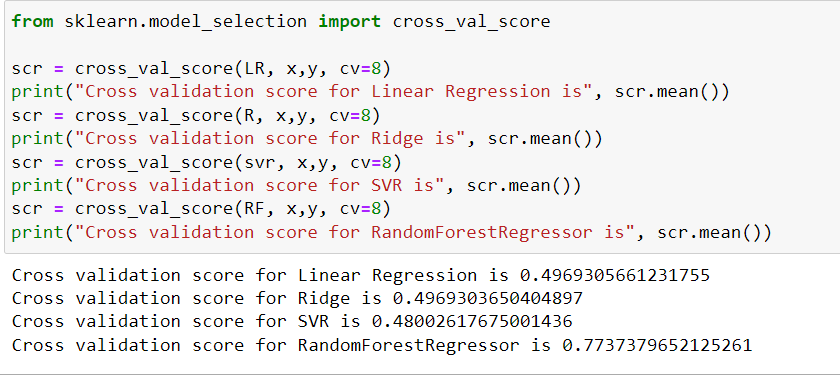 from sklearn.model_selection import cross_val_score
scr = cross_val_score(LR, x,y, cv=8)
print("Cross validation score for Linear Regression is", scr.mean())
scr = cross_val_score(R, x,y, cv=8)
print("Cross validation score for Ridge is", scr.mean())
scr = cross_val_score(svr, x,y, cv=8)
print("Cross validation score for SVR is", scr.mean())
scr = cross_val_score(RF, x,y, cv=8)
print("Cross validation score for RandomForestRegressor is", scr.mean())
Cross validation score for Linear Regression is 0.4969305661231755
Cross validation score for Ridge is 0.4969303650404897
Cross validation score for SVR is 0.48002617675001436
Cross validation score for RandomForestRegressor is 0.7737379652125261